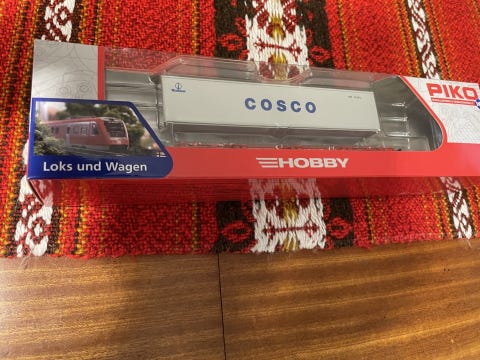 COSCO
PIKO
Loks und Wagen
HOBBY